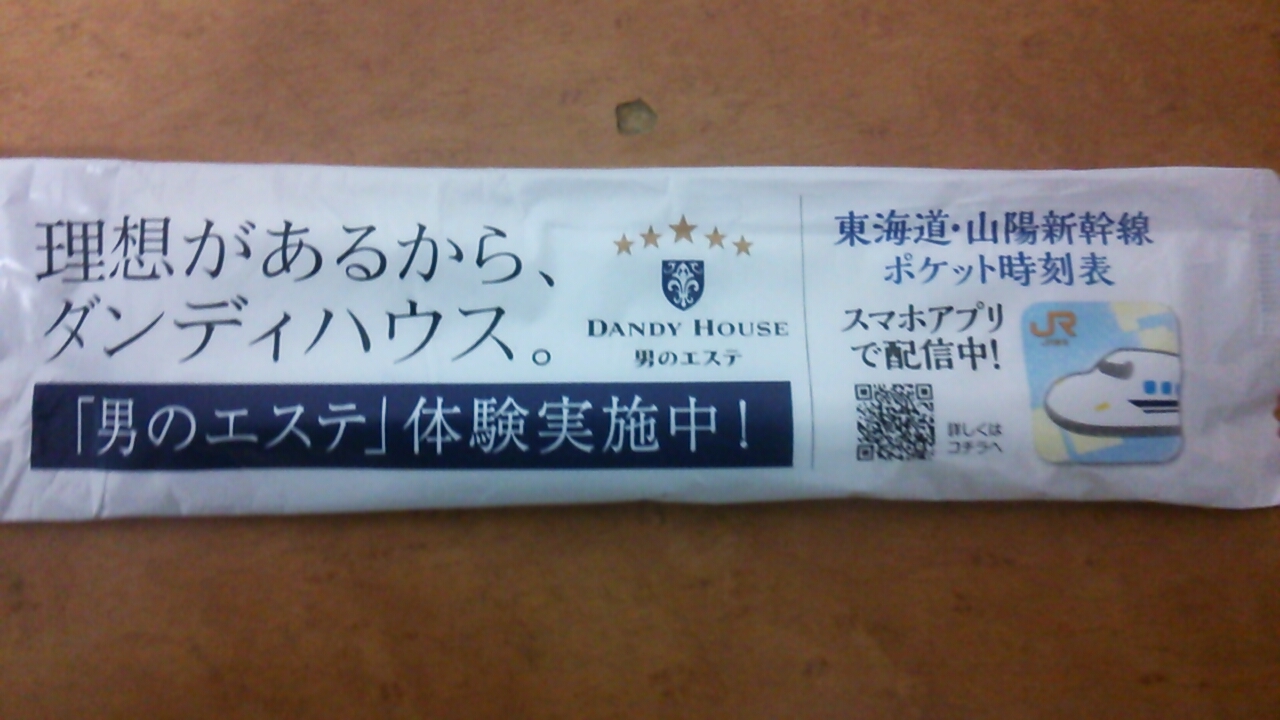 理想があるから、
ダンディハウス。
「男のエステ」体験実施中!
DANDY HOUSE
男のエステ
東海道・山陽新幹線
ポケット時刻表
スマホアプリ
で配信中!
詳しくは
コチラへ
JR